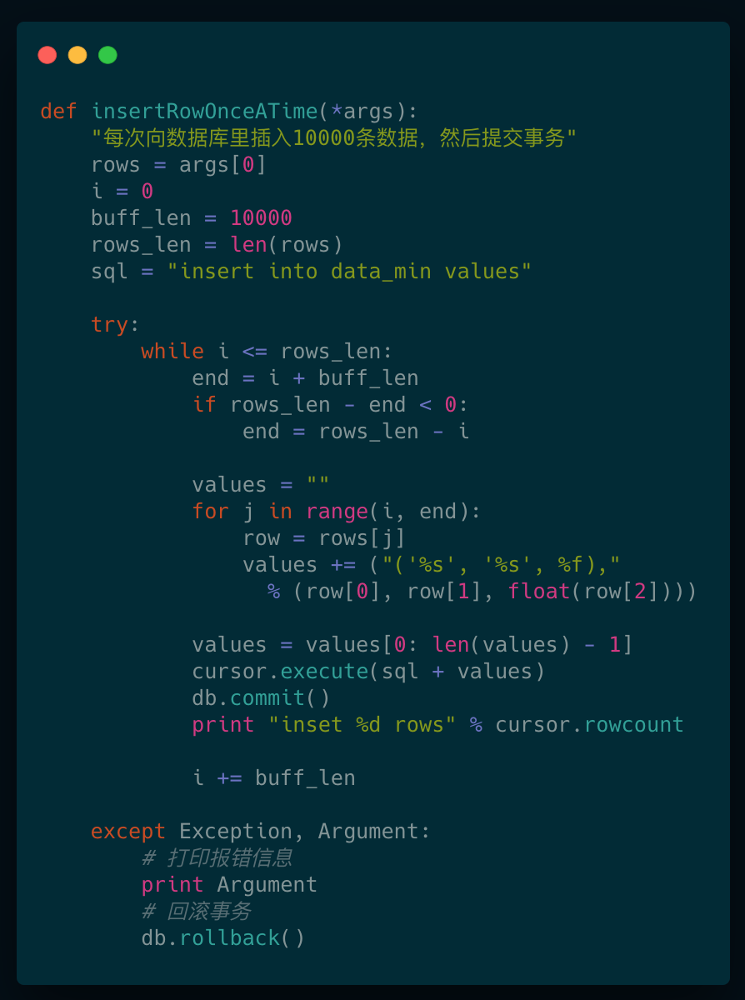 def insertRowOnceATime(*args):
    "每次向数据库里插入10000条数据，然后提交事务"
    rows = args[0]
    i = 0
    buff_len = 10000
    rows_len = len(rows)
    sql = "insert into data_min values"

    try:
        while i <= rows_len:
            end = i + buff_len
            if rows_len - end < 0:
                end = rows_len - i

            values = ""
            for j in range(i, end):
                row = rows[j]
                values += ("('%s', '%s', %f),"
                  % (row[0], row[1], float(row[2])))

            values = values[0: len(values) - 1]
            cursor.execute(sql + values)
            db.commit()
            print "inset %d rows" % cursor.rowcount

            i += buff_len

    except Exception, Argument:
        # 打印报错信息
        print Argument
        # 回滚事务
        db.rollback()